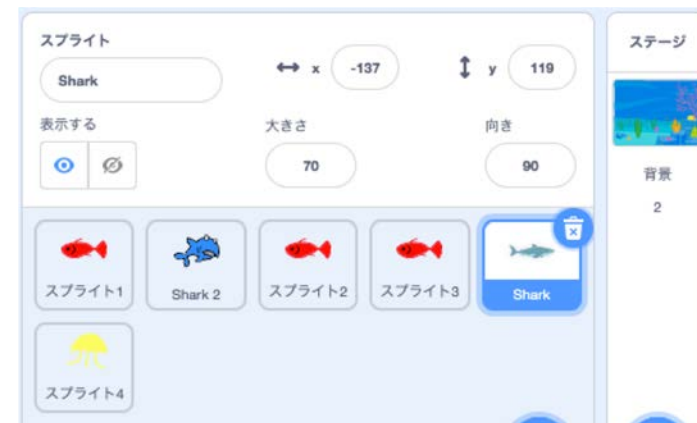 スプライト
Shark
x -137
y 119
表示する
大きさ
70
向き
90
スプライト1
Shark 2
スプライト2
スプライト3
Shark
スプライト4
ステージ
背景
2